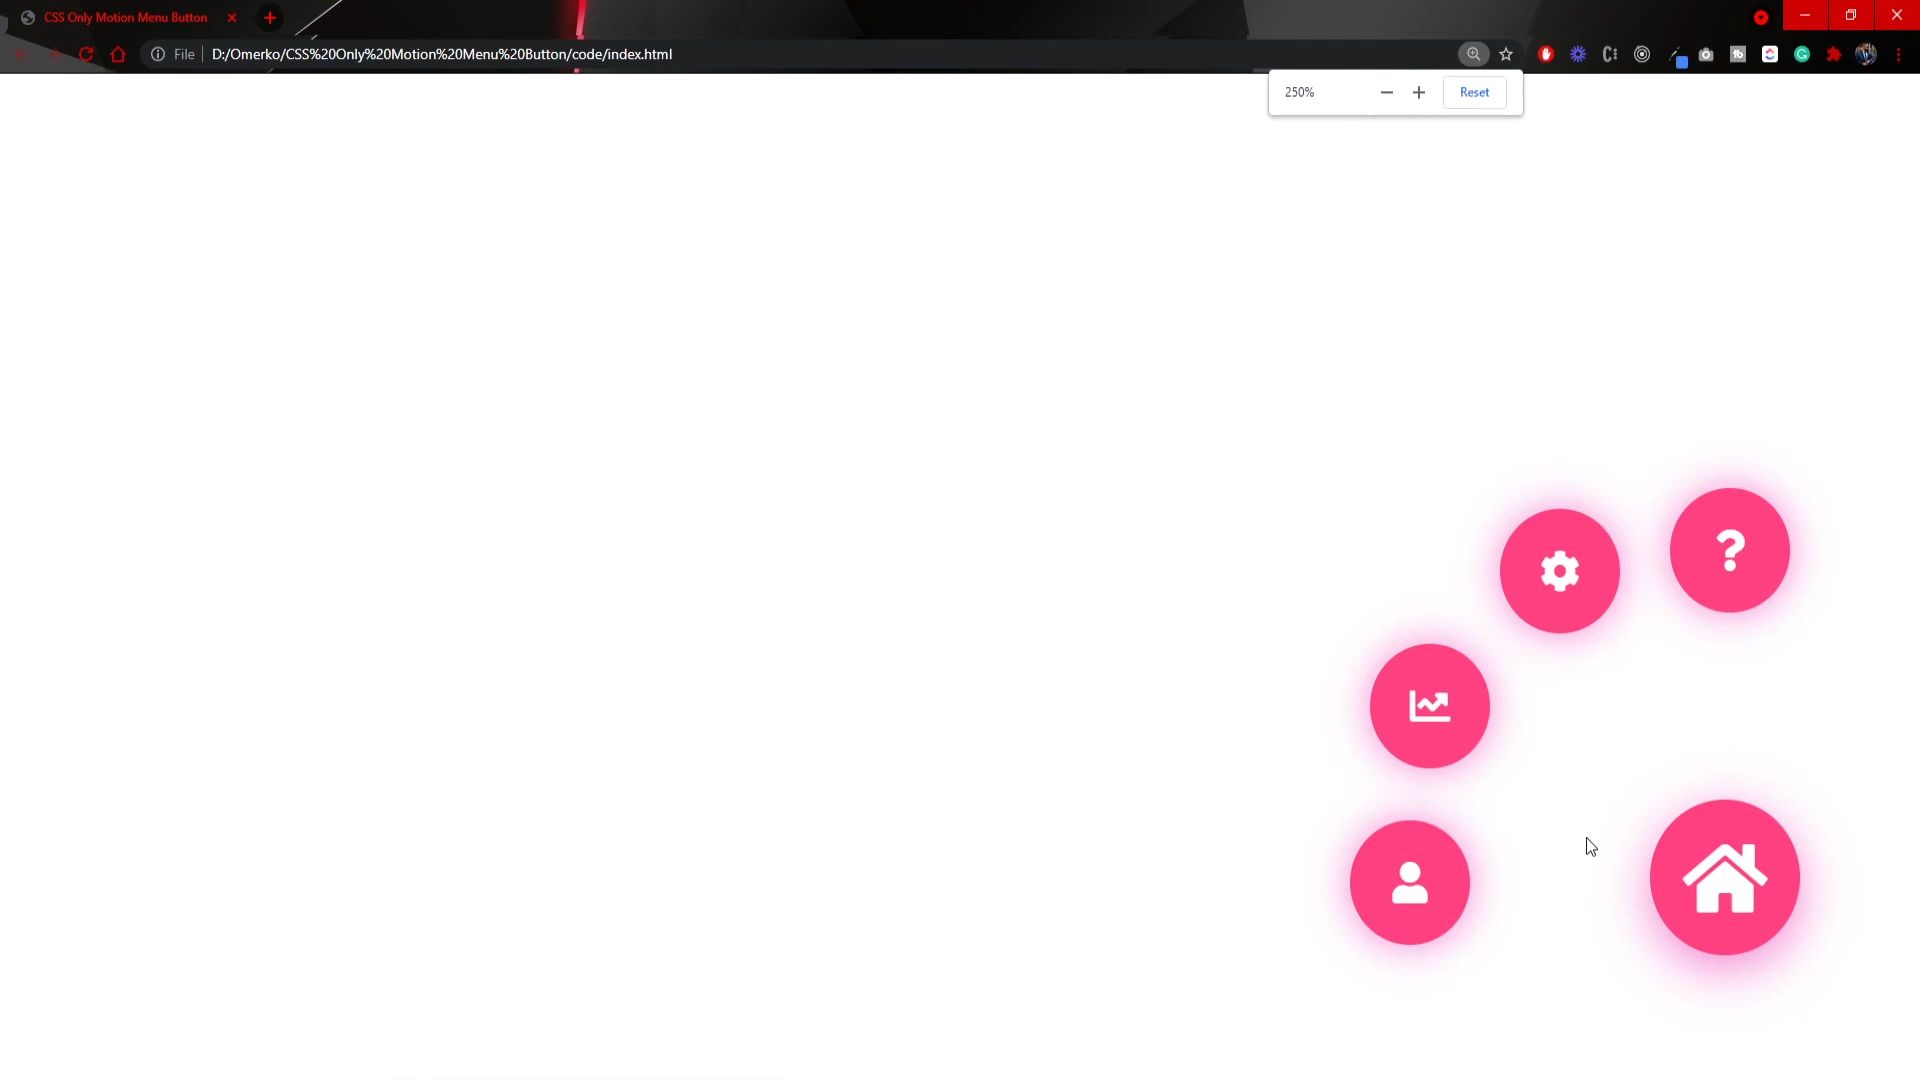 CSS Only Motion Menu Button
File
D:/Omerko/CSS%20Only%20Motion%20Menu%20Button/code/index.html
250%
Reset
?